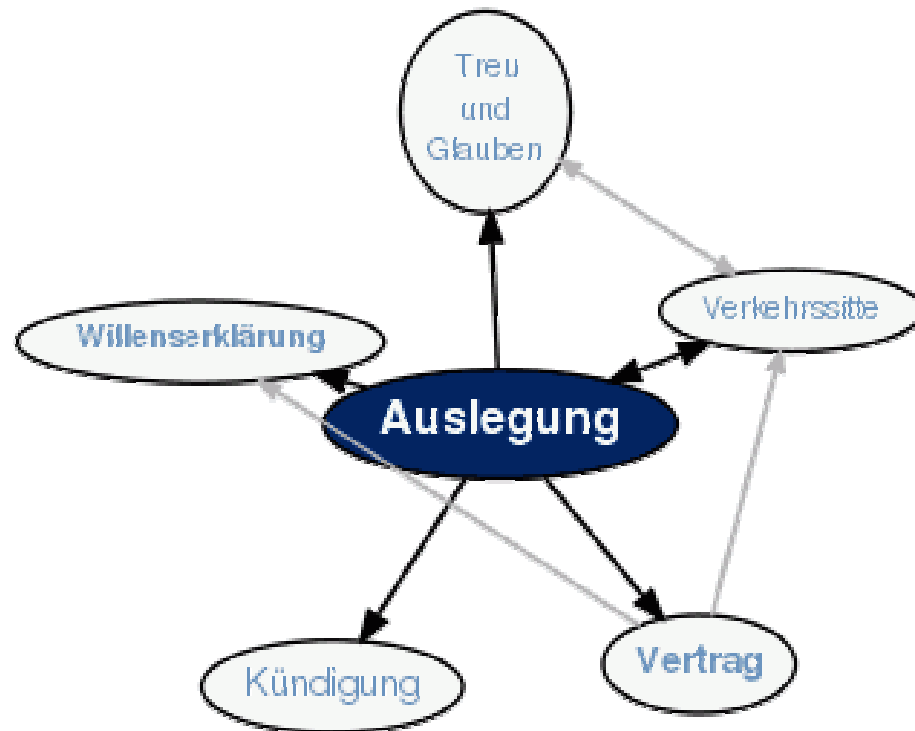 Treu
und
Glauben
Verkehrssitte
Willenserklärung
Auslegung
Kündigung
Vertrag